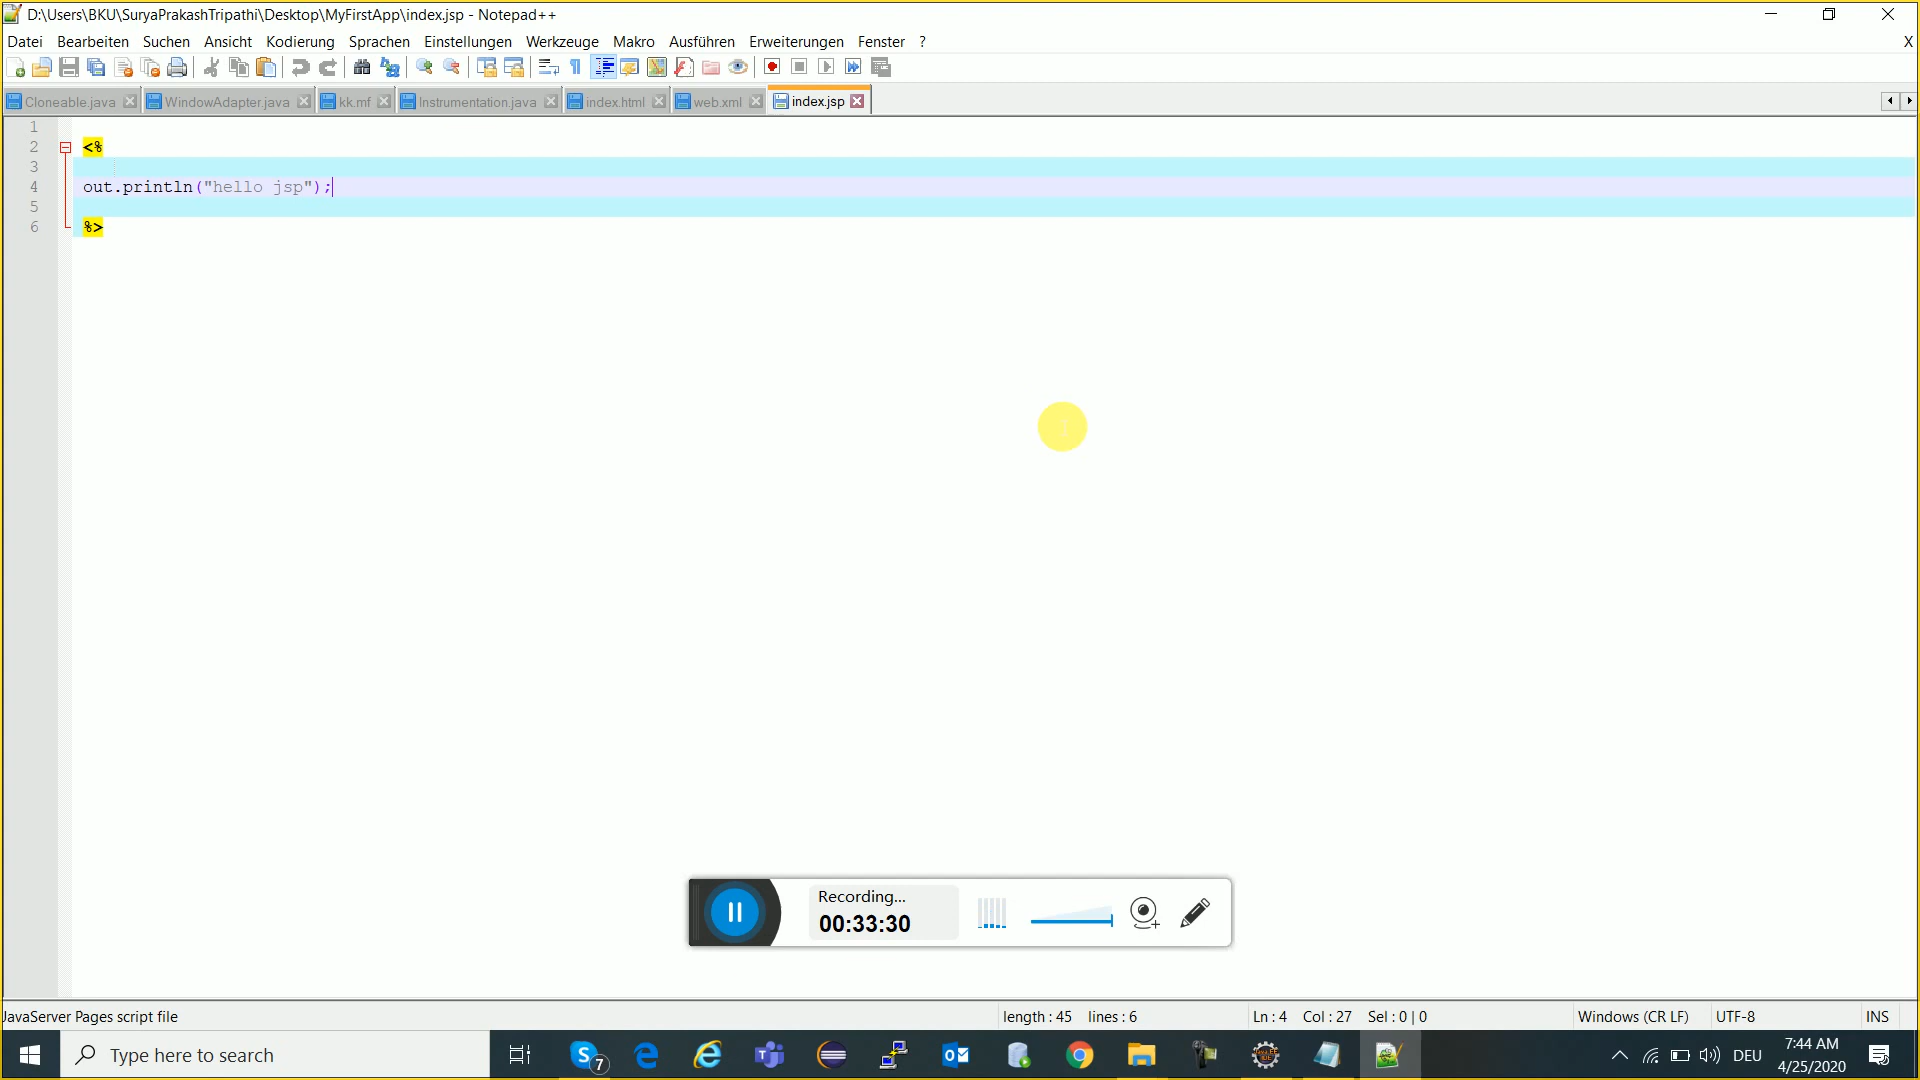 D:\Users\BKU\SuryaPrakashTripathi\Desktop\MyFirstApp\index.jsp - Notepad++
Datei Bearbeiten Suchen Ansicht Kodierung Sprachen Einstellungen Werkzeuge Makro Ausführen Erweiterungen Fenster ? X
Cloneable.java WindowAdapter.java kk.mf Instrumentation.java index.html web.xml index.jsp
1
2 <%
3
4 out.println("hello jsp");
5
6 %>
Recording...
00:33:30
JavaServer Pages script file length : 45 lines : 6 Ln : 4 Col : 27 Sel : 0 | 0 Windows (CR LF) UTF-8 INS
Type here to search 7 DEU 7:44 AM
4/25/2020